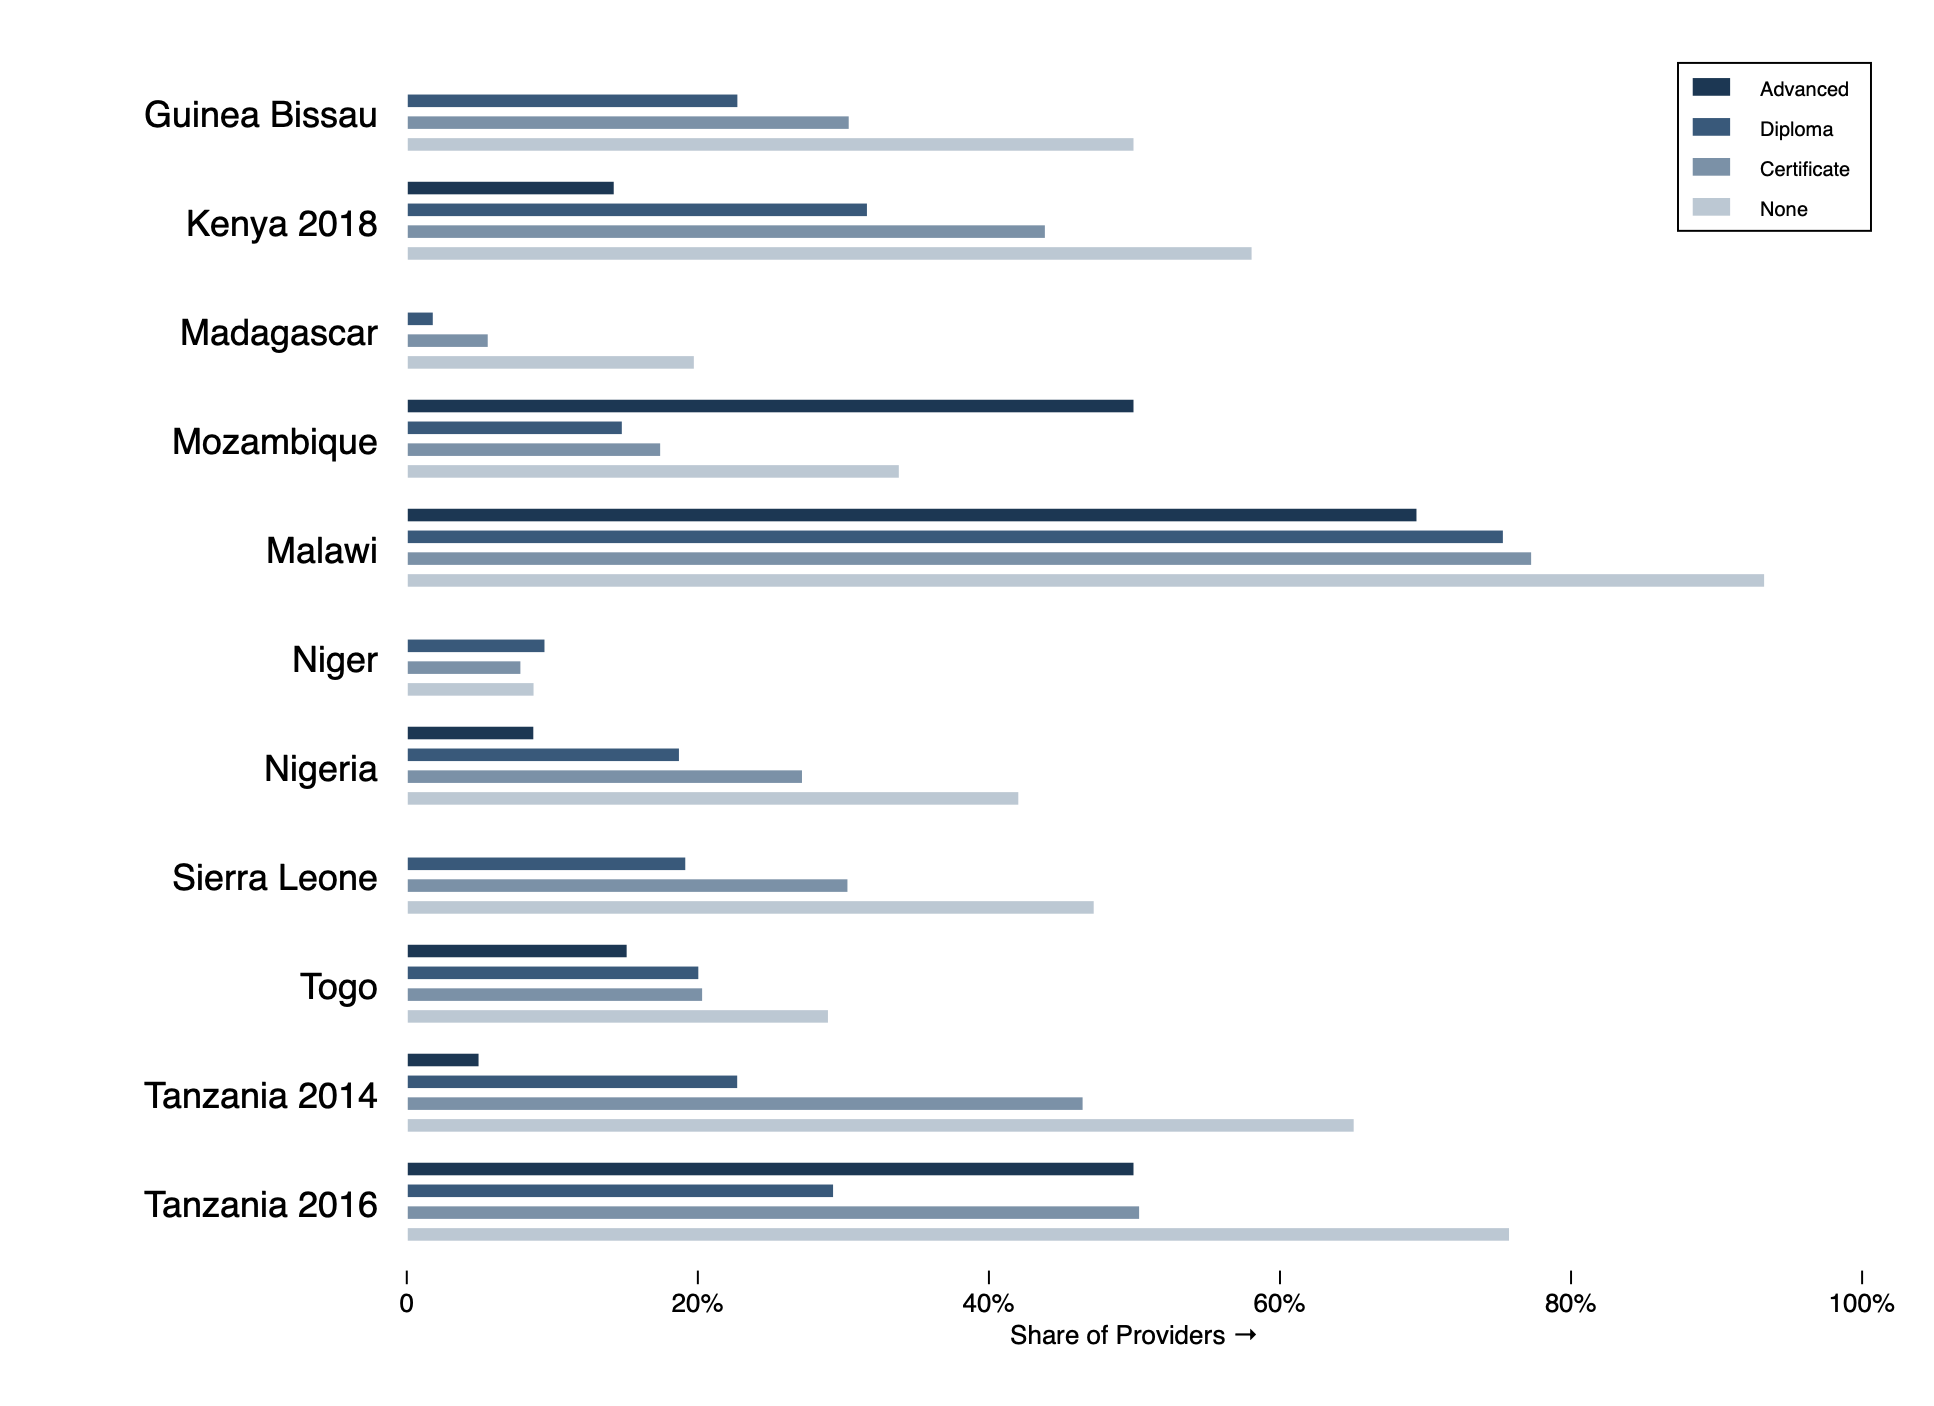 Advanced
Diploma
Certificate
None
Guinea Bissau
Kenya 2018
Madagascar
Mozambique
Malawi
Niger
Nigeria
Sierra Leone
Togo
Tanzania 2014
Tanzania 2016
0 20% 40% 60% 80% 100%
Share of Providers →